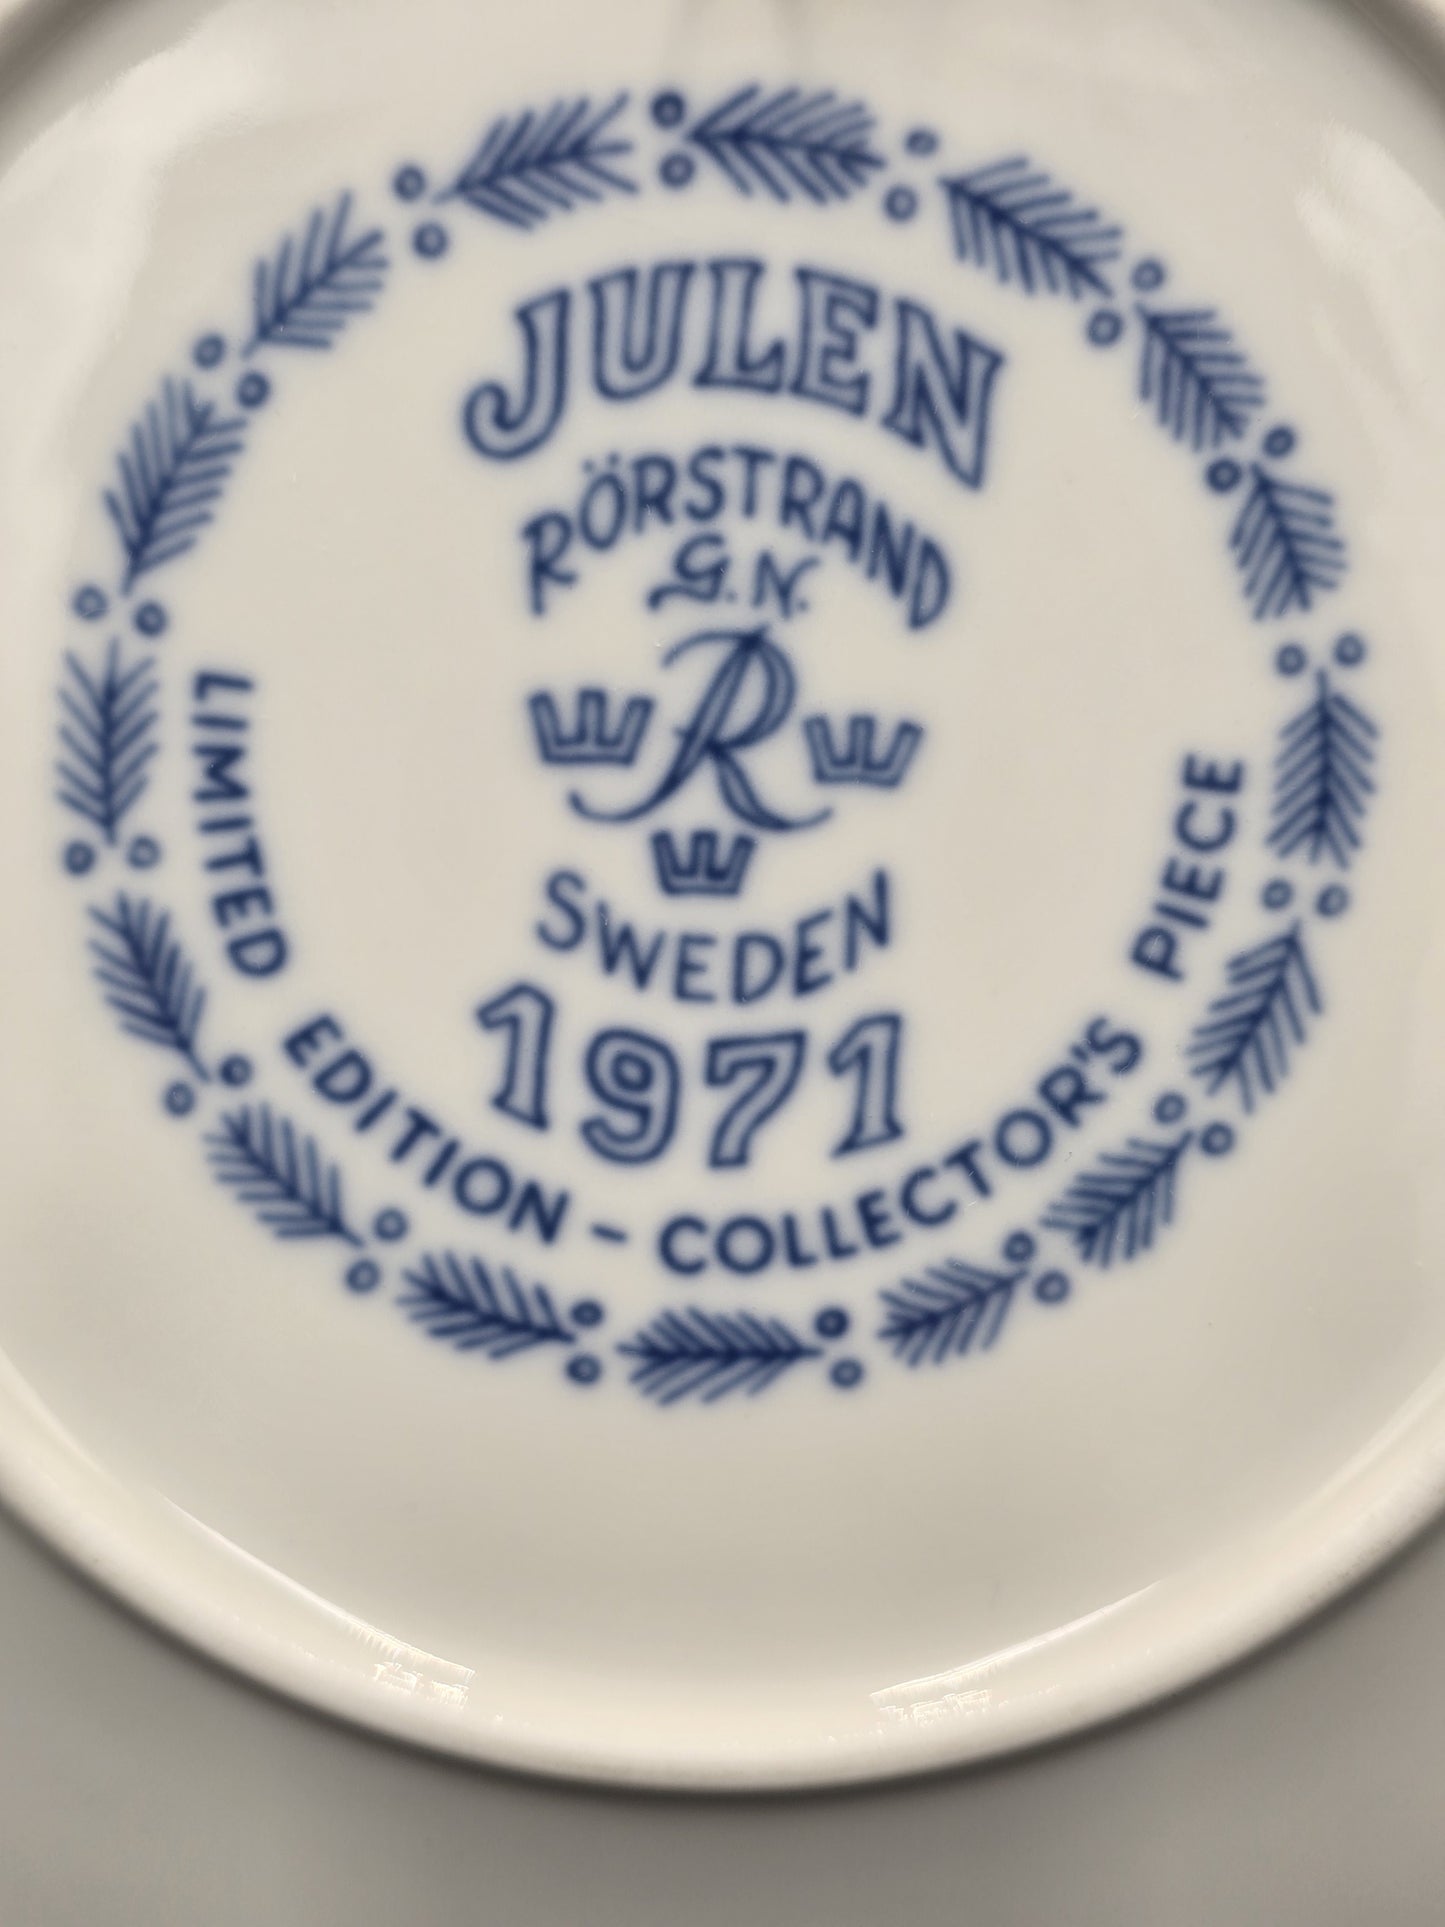 JULEN
RÖRSTRAND
G.N.
R
SWEDEN
1971
LIMITED EDITION - COLLECTOR'S PIECE